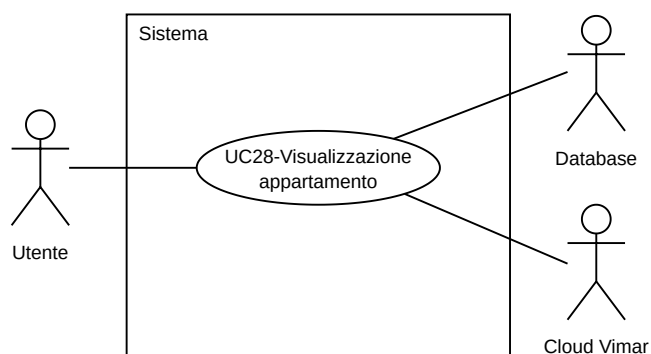 Sistema
UC28-Visualizzazione
appartamento
Utente
Database
Cloud Vimar